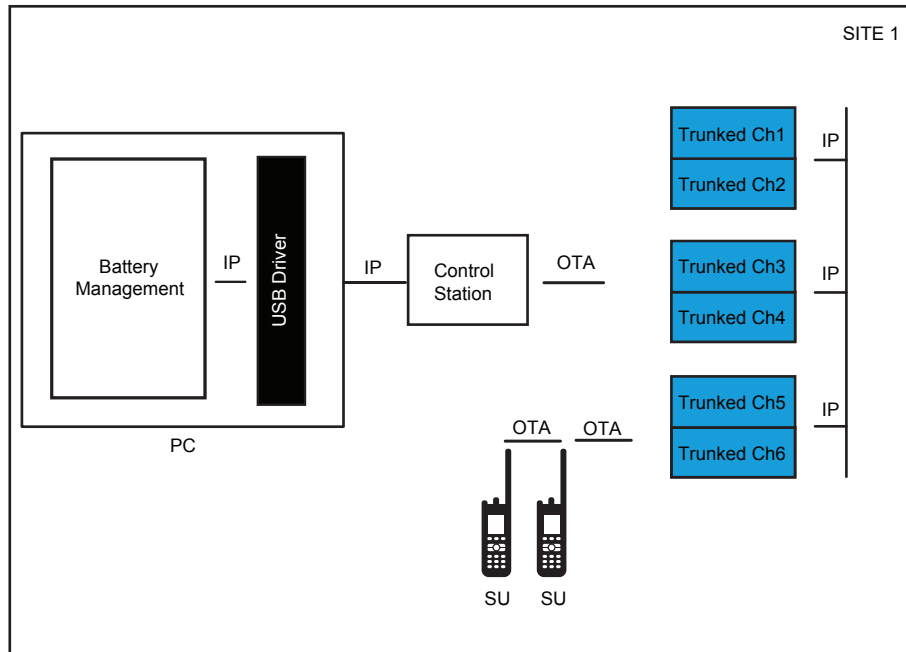 SITE 1
Trunked Ch1
IP
Trunked Ch2
Battery
Management
IP
USB Driver
IP
Control
Station
OTA
Trunked Ch3
IP
Trunked Ch4
PC
OTA
OTA
Trunked Ch5
IP
Trunked Ch6
SU
SU